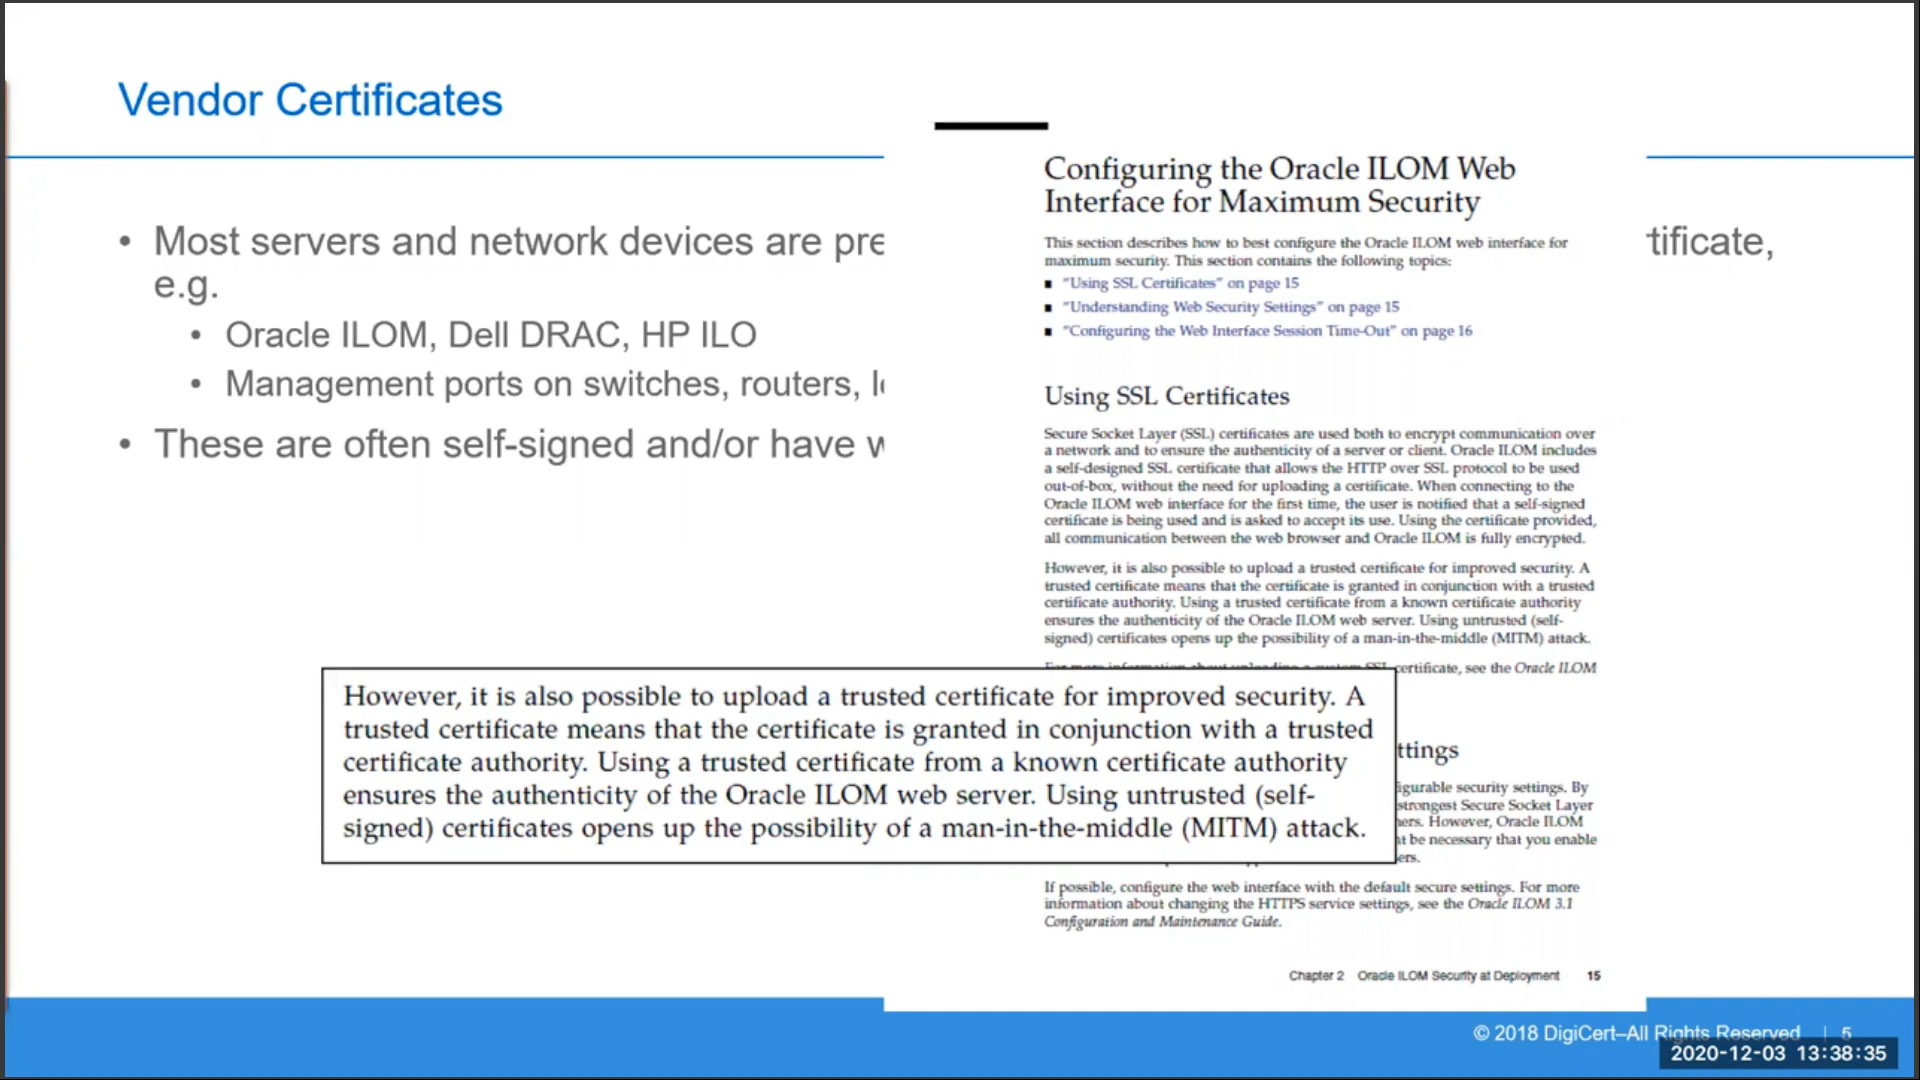 Vendor Certificates
• Most servers and network devices are pre
tificate,
e.g.
• Oracle ILOM, Dell DRAC, HP ILO
• Management ports on switches, routers, l
• These are often self-signed and/or have
Configuring the Oracle ILOM Web
Interface for Maximum Security
This section describes how to best configure the Oracle ILOM web interface for
maximum security. This section contains the following topics:
■ "Using SSL Certificates" on page 15
■ "Understanding Web Security Settings" on page 15
■ "Configuring the Web Interface Session Time-Out" on page 16
Using SSL Certificates
Secure Socket Layer (SSL) certificates are used both to encrypt communication over
a network and to ensure the authenticity of a server or client. Oracle ILOM includes
a self-designed SSL certificate that allows the HTTP over SSL protocol to be used
out-of-box, without the need for uploading a certificate. When connecting to the
Oracle ILOM web interface for the first time, the user is notified that a self-signed
certificate is being used and is asked to accept its use. Using the certificate provided,
all communication between the web browser and Oracle ILOM is fully encrypted.
However, it is also possible to upload a trusted certificate for improved security. A
trusted certificate means that the certificate is granted in conjunction with a trusted
certificate authority. Using a trusted certificate from a known certificate authority
ensures the authenticity of the Oracle ILOM web server. Using untrusted (self-
signed) certificates opens up the possibility of a man-in-the-middle (MITM) attack.
For more information about uploading a custom SSL certificate, see the Oracle ILOM
However, it is also possible to upload a trusted certificate for improved security. A
trusted certificate means that the certificate is granted in conjunction with a trusted
certificate authority. Using a trusted certificate from a known certificate authority
ensures the authenticity of the Oracle ILOM web server. Using untrusted (self-
signed) certificates opens up the possibility of a man-in-the-middle (MITM) attack.
ttings
igurable security settings. By
strongest Secure Socket Layer
ers. However, Oracle ILOM
t be necessary that you enable
ers.
If possible, configure the web interface with the default secure settings. For more
information about changing the HTTPS service settings, see the Oracle ILOM 3.1
Configuration and Maintenance Guide.
Chapter 2 Oracle ILOM Security at Deployment 15
© 2018 DigiCert–All Rights Reserved | 5
2020-12-03 13:38:35